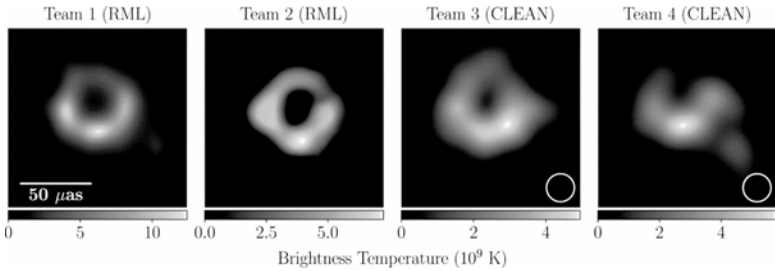 Team 1 (RML) Team 2 (RML) Team 3 (CLEAN) Team 4 (CLEAN)
50 μas
0 5 10 0.0 2.5 5.0 0 2 4 0 2 4
Brightness Temperature (10⁹ K)